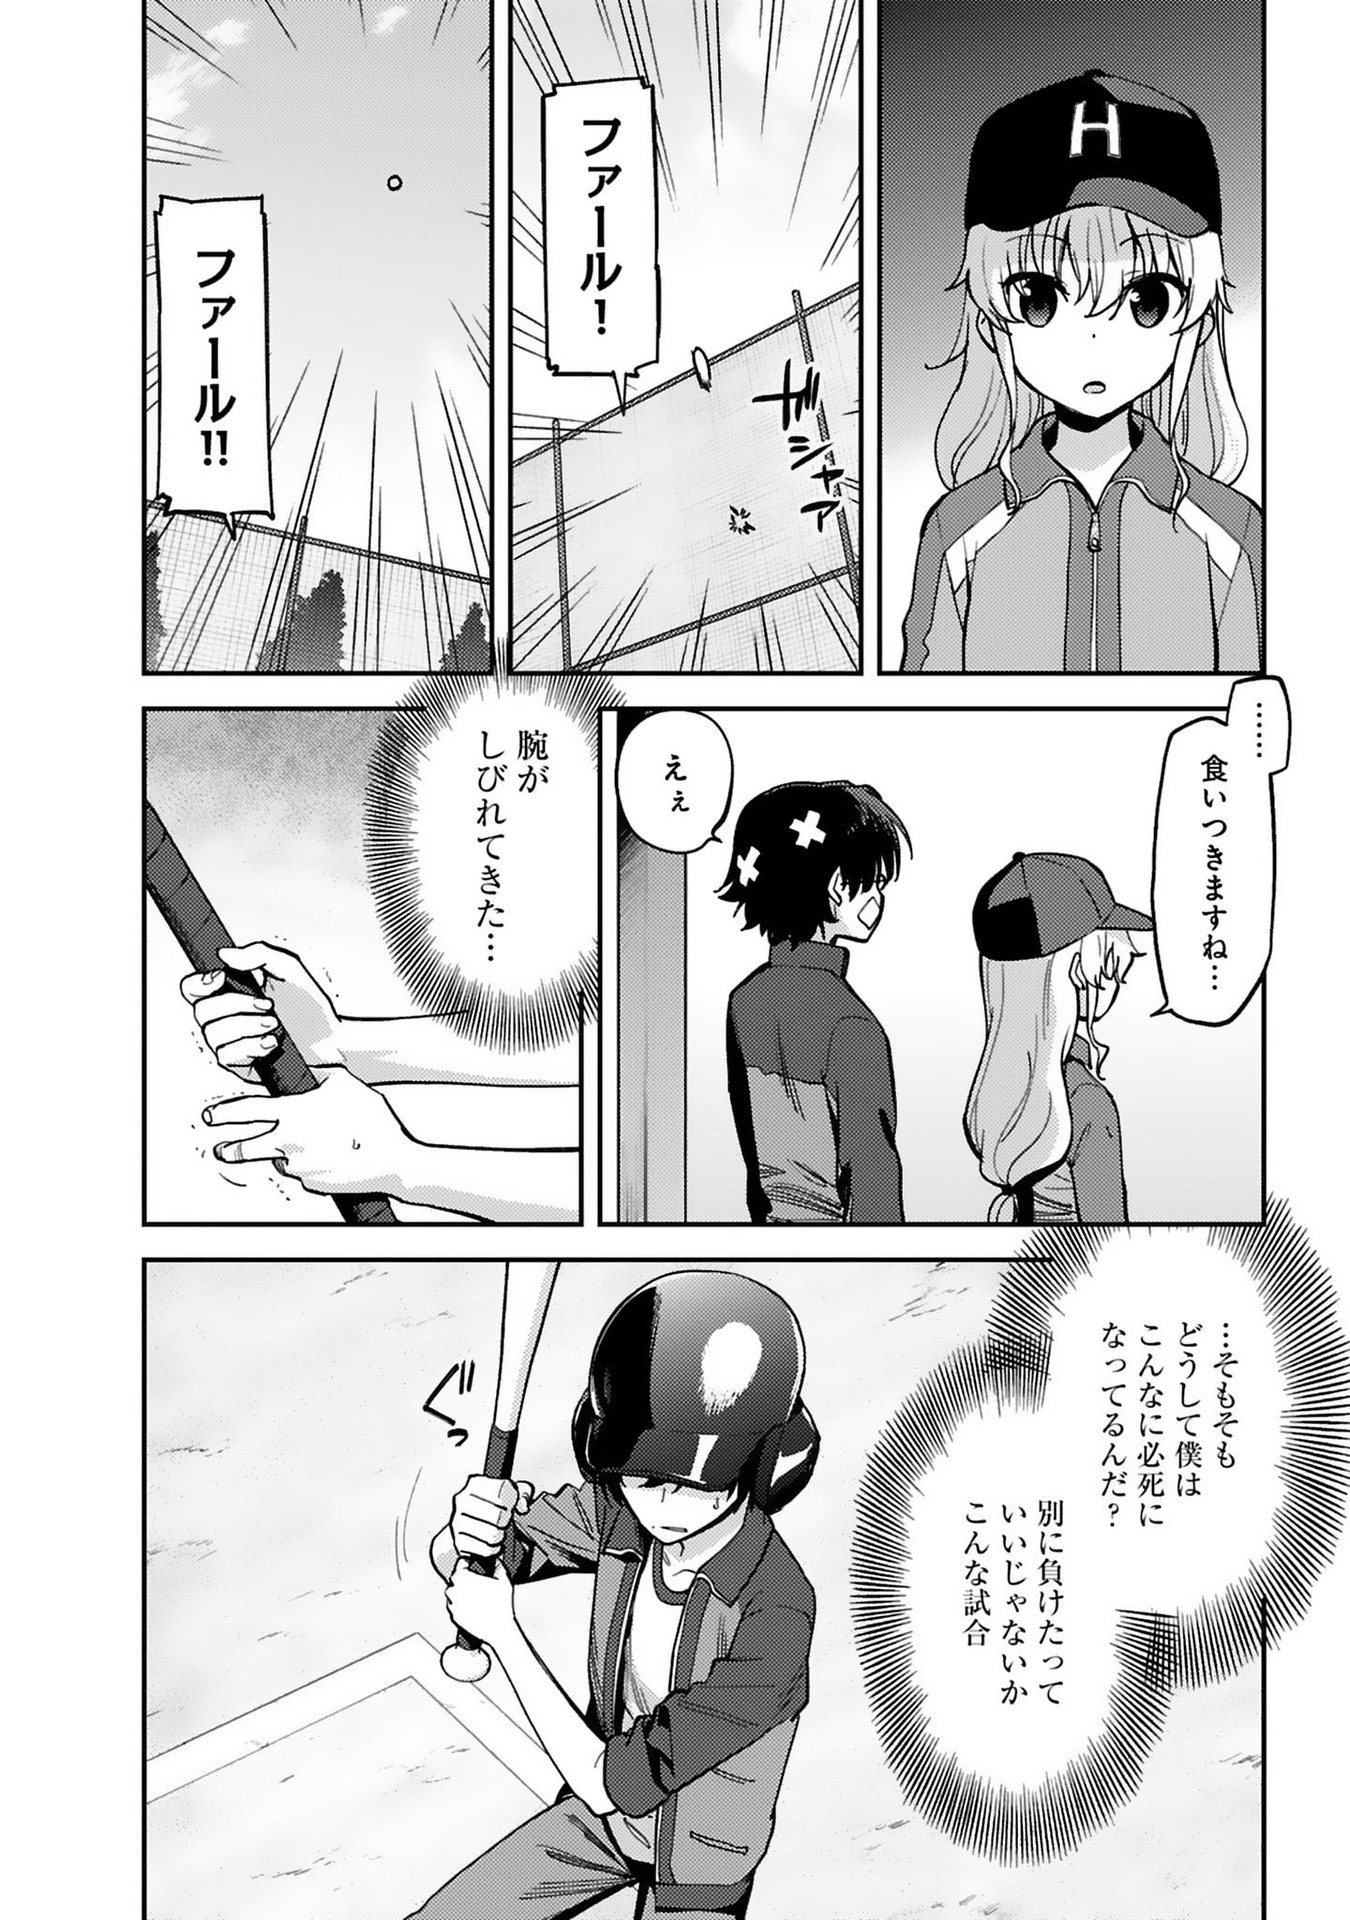 H
ファール！
ガシャァ
ファール!!
……
食いつきますね…
ええ
腕が
しびれてきた…
…そもそも
どうして僕は
こんなに必死に
なってるんだ？
別に負けたって
いいじゃないか
こんな試合
ぐっ